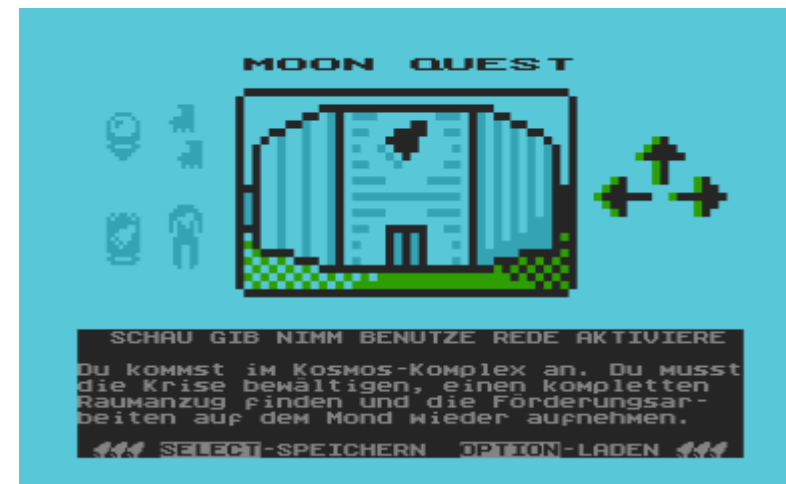 MOON QUEST
SCHAU GIB NIMM BENUTZE REDE AKTIVIERE
Du kommst im Kosmos-Komplex an. Du musst
die Krise bewältigen, einen kompletten
Raumanzug finden und die Förderungsar-
beiten auf dem Mond wieder aufnehmen.
SELECT-SPEICHERN OPTION-LADEN